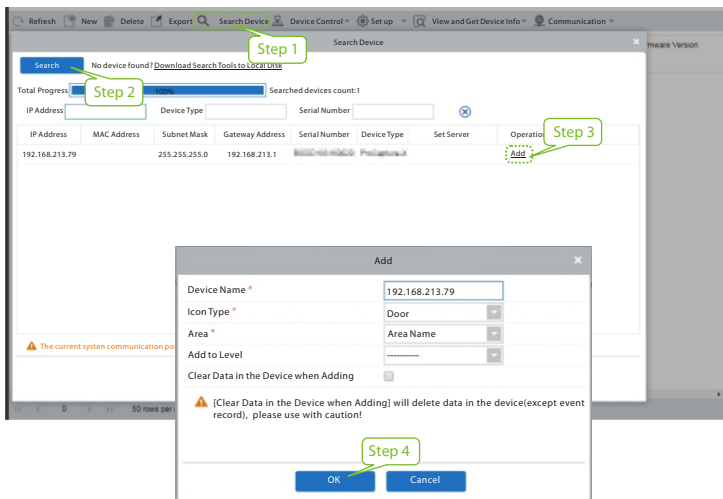 Refresh New Delete Export Search Device Device Control Set up View and Get Device Info Communication
Step 1
Search Device ×
mware Version
Search No device found? Download Search Tools to Local Disk
Step 2
Total Progress 100% Searched devices count:1
IP Address Device Type Serial Number
IP Address MAC Address Subnet Mask Gateway Address Serial Number Device Type Set Server Operation
Step 3
192.168.213.79 255.255.255.0 192.168.213.1 Add
Add ×
Device Name * 192.168.213.79
Icon Type * Door
Area * Area Name
Add to Level ----------
The current systen communication po
Clear Data in the Device when Adding
[Clear Data in the Device when Adding] will delete data in the device(except event
record), please use with caution!
0 50 rows per
Step 4
OK Cancel